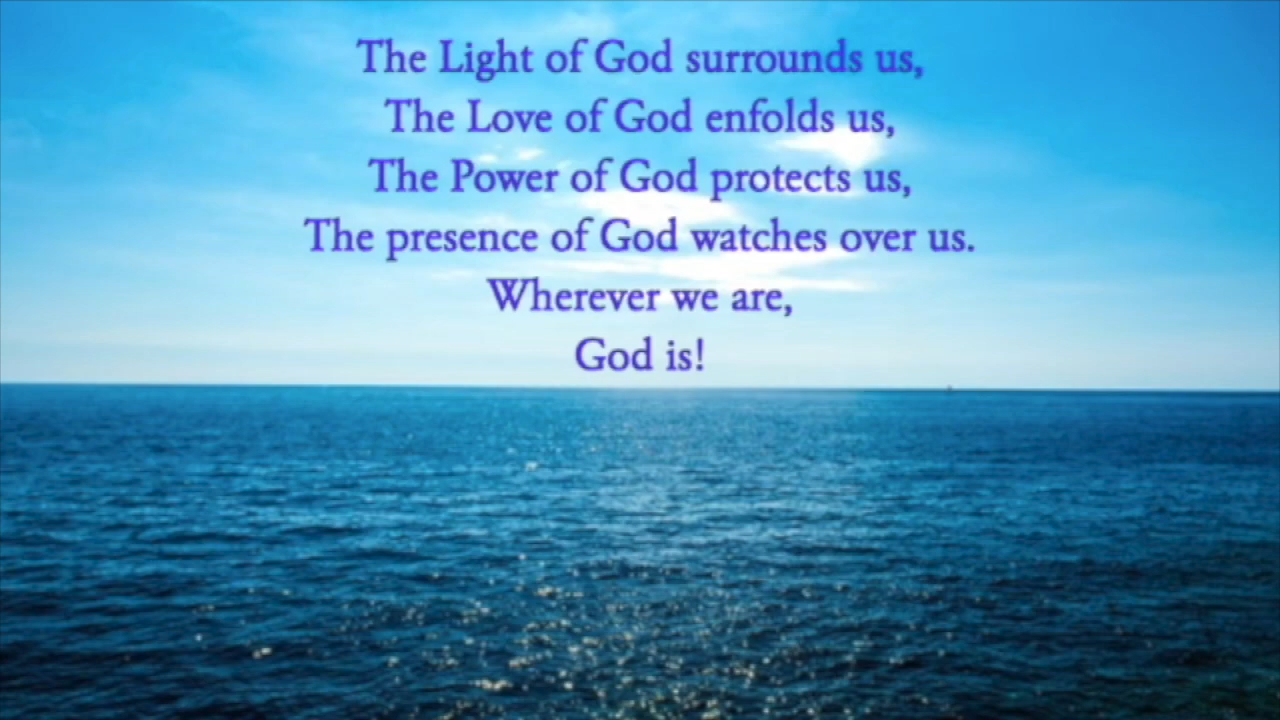 The Light of God surrounds us,
The Love of God enfolds us,
The Power of God protects us,
The presence of God watches over us.
Wherever we are,
God is!